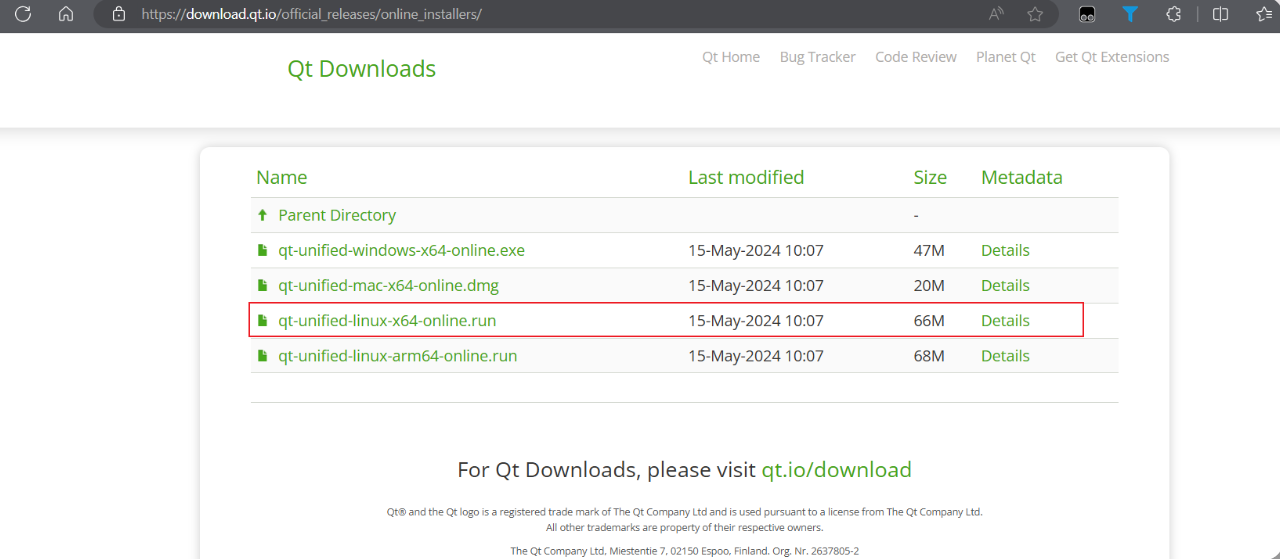 https://download.qt.io/official_releases/online_installers/
Qt Downloads
Qt Home Bug Tracker Code Review Planet Qt Get Qt Extensions
Name Last modified Size Metadata
Parent Directory -
qt-unified-windows-x64-online.exe 15-May-2024 10:07 47M Details
qt-unified-mac-x64-online.dmg 15-May-2024 10:07 20M Details
qt-unified-linux-x64-online.run 15-May-2024 10:07 66M Details
qt-unified-linux-arm64-online.run 15-May-2024 10:07 68M Details
For Qt Downloads, please visit qt.io/download
Qt® and the Qt logo is a registered trade mark of The Qt Company Ltd and is used pursuant to a license from The Qt Company Ltd.
All other trademarks are property of their respective owners.
The Qt Company Ltd, Miestentie 7, 02150 Espoo, Finland. Org. Nr. 2637805-2